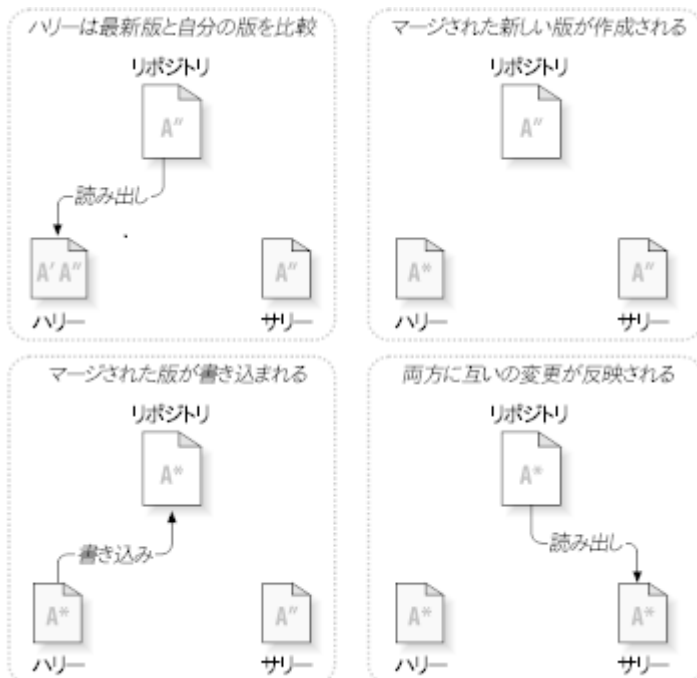 ハリーは最新版と自分の版を比較
リポジトリ
A″
読み出し
A′ A″
ハリー
A″
サリー
マージされた新しい版が作成される
リポジトリ
A″
A*
ハリー
A″
サリー
マージされた版が書き込まれる
リポジトリ
A*
書き込み
A*
ハリー
A″
サリー
両方に互いの変更が反映される
リポジトリ
A*
読み出し
A*
ハリー
A*
サリー